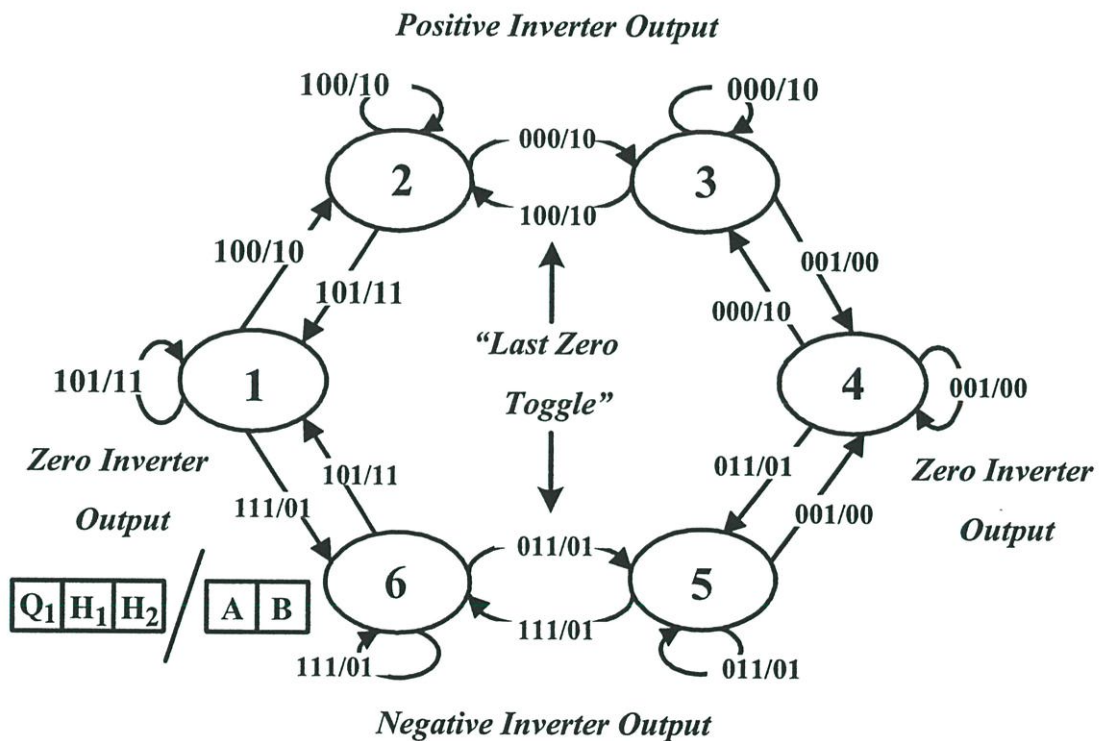 Positive Inverter Output
100/10
000/10
000/10
2
3
100/10
100/10
001/00
101/11
000/10
"Last Zero
Toggle"
101/11
1
4
001/00
Zero Inverter
Output
101/11
111/01
011/01
001/00
Zero Inverter
Output
011/01
6
5
Q1 H1 H2 / A B
111/01
111/01
011/01
Negative Inverter Output